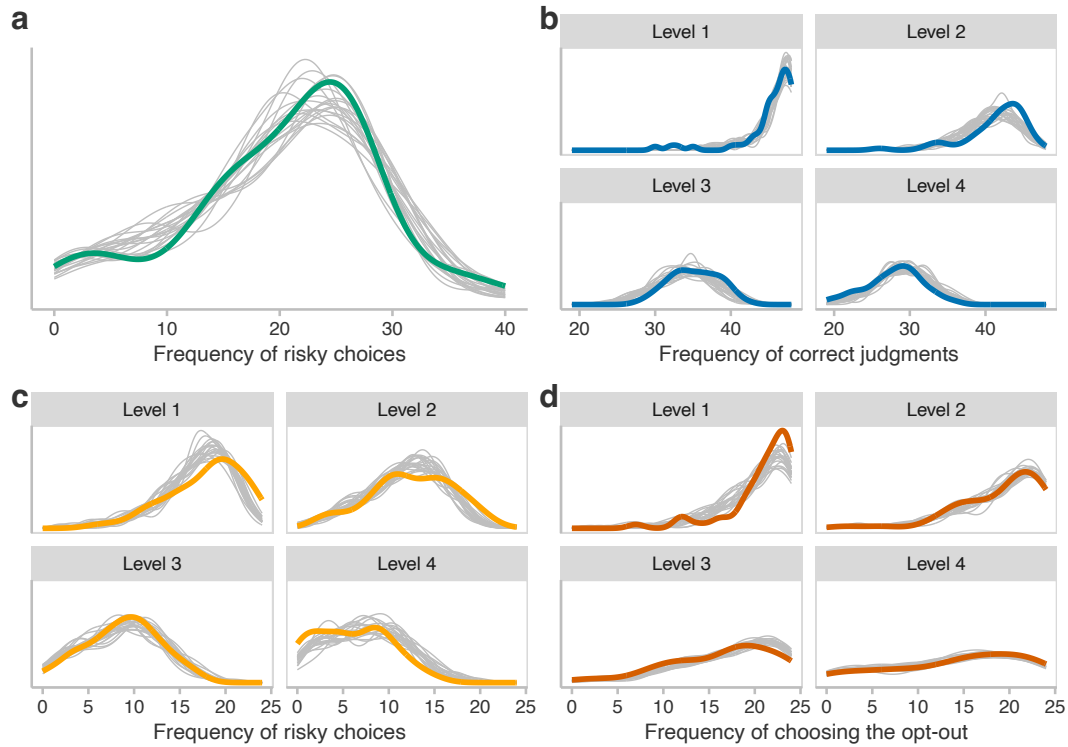 a
0 10 20 30 40
Frequency of risky choices
b
Level 1 Level 2
Level 3 Level 4
20 30 40 20 30 40
Frequency of correct judgments
c
Level 1 Level 2
Level 3 Level 4
0 5 10 15 20 25 0 5 10 15 20 25
Frequency of risky choices
d
Level 1 Level 2
Level 3 Level 4
0 5 10 15 20 25 0 5 10 15 20 25
Frequency of choosing the opt-out